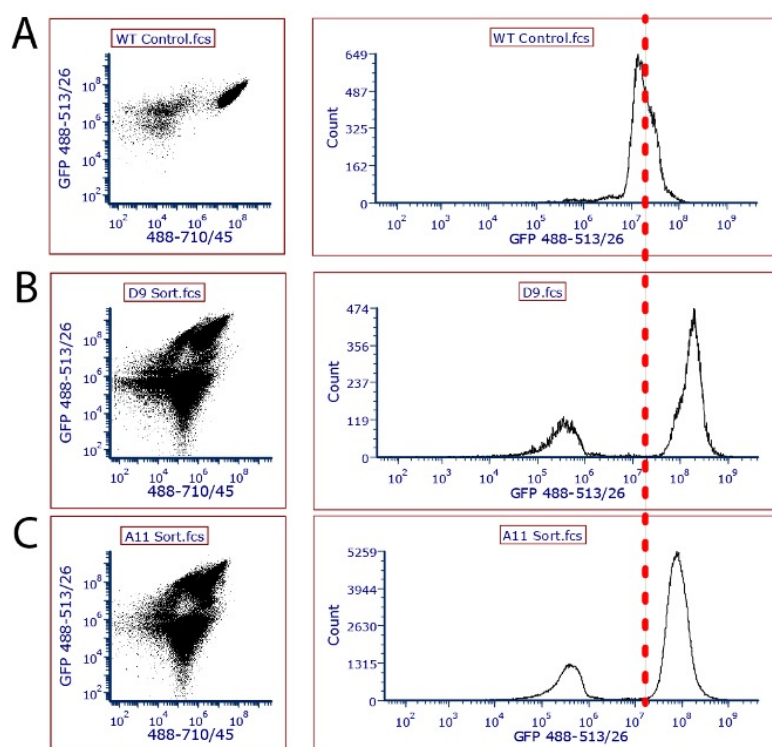 A
WT Control.fcs
GFP 488-513/26
10^8
10^6
10^4
10^2
10^2 10^4 10^6 10^8
488-710/45
WT Control.fcs
Count
649
487
325
162
0
10^2 10^3 10^4 10^5 10^6 10^7 10^8 10^9
GFP 488-513/26
B
D9 Sort.fcs
GFP 488-513/26
10^8
10^6
10^4
10^2
10^2 10^4 10^6 10^8
488-710/45
D9.fcs
Count
474
356
237
119
0
10^2 10^3 10^4 10^5 10^6 10^7 10^8 10^9
GFP 488-513/26
C
A11 Sort.fcs
GFP 488-513/26
10^8
10^6
10^4
10^2
10^2 10^4 10^6 10^8
488-710/45
A11 Sort.fcs
Count
5259
3944
2630
1315
0
10^2 10^3 10^4 10^5 10^6 10^7 10^8 10^9
GFP 488-513/26